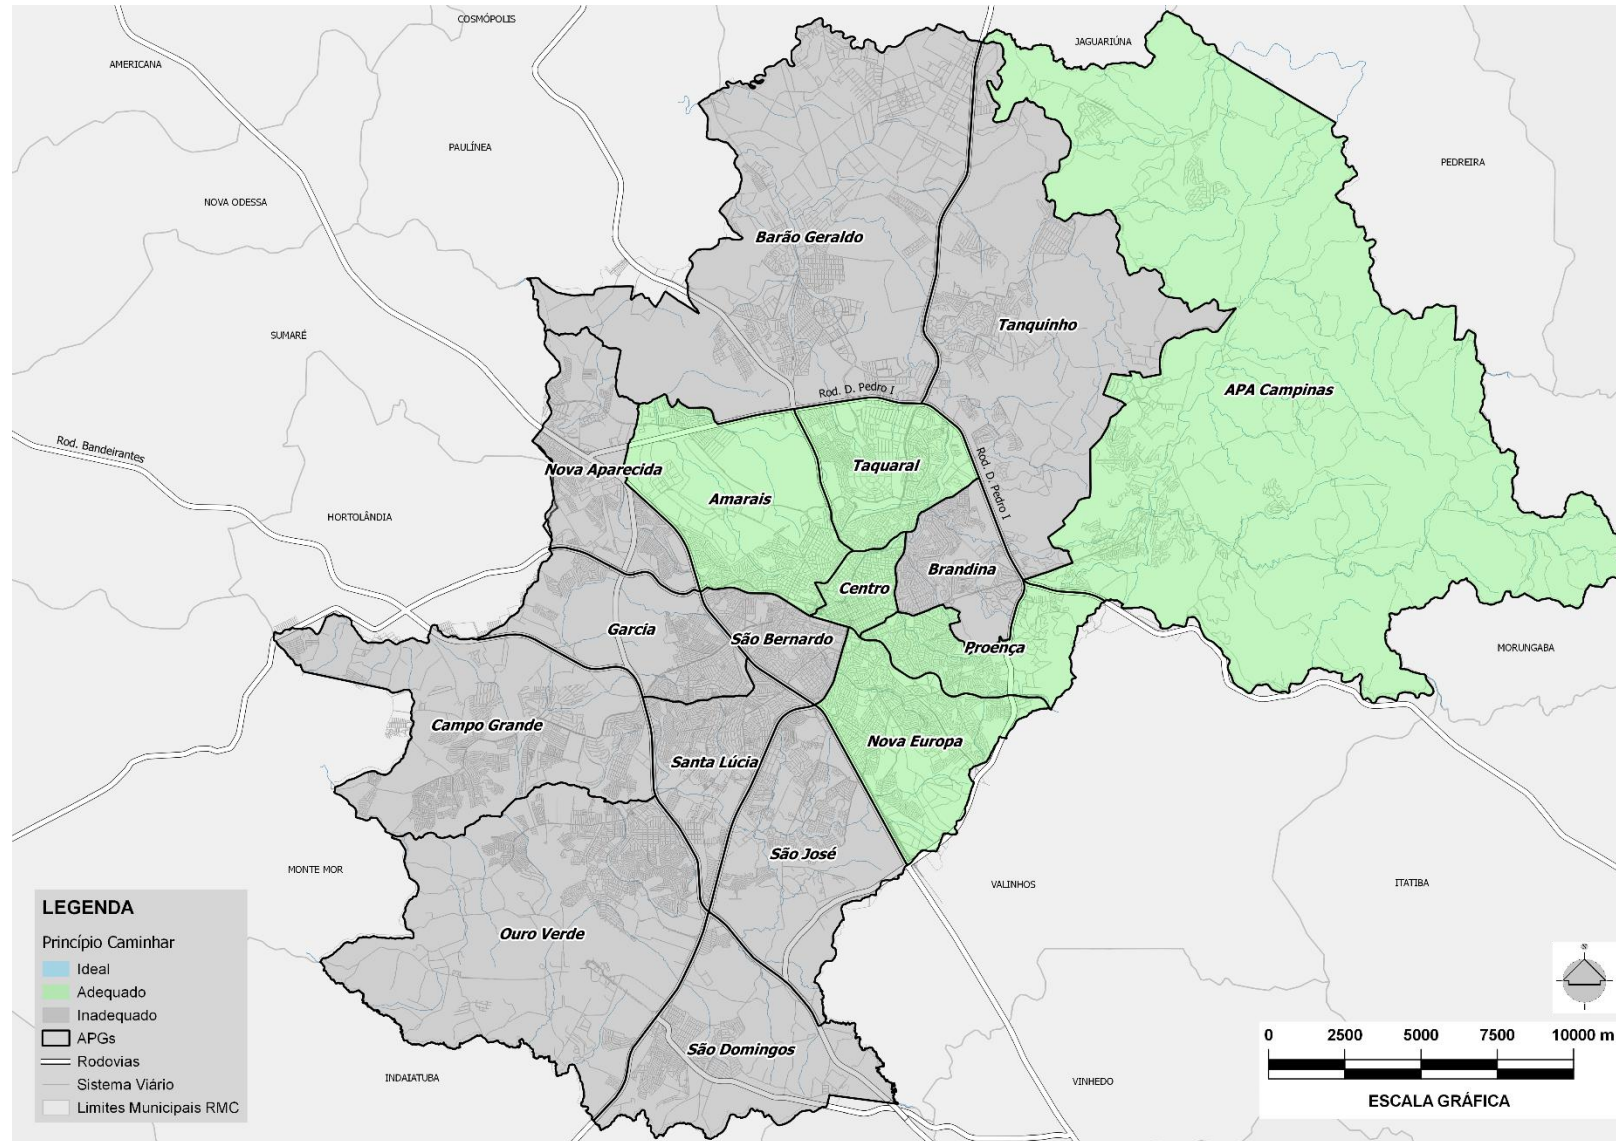 COSMÓPOLIS
JAGUARIÚNA
AMERICANA
PAULÍNEA
PEDREIRA
NOVA ODESSA
Barão Geraldo
Tanquinho
SUMARÉ
Rod. D. Pedro I
APA Campinas
Rod. Bandeirantes
Nova Aparecida
Taquaral
Rod. D. Pedro I
Amarais
HORTOLÂNDIA
Brandina
Centro
Garcia
São Bernardo
Proença
MORUNGABA
Campo Grande
Nova Europa
Santa Lúcia
São José
MONTE MOR
VALINHOS
ITATIBA
Ouro Verde
São Domingos
INDAIATUBA
VINHEDO
LEGENDA
Princípio Caminhar
Ideal
Adequado
Inadequado
APGs
Rodovias
Sistema Viário
Limites Municipais RMC
N
0 2500 5000 7500 10000 m
ESCALA GRÁFICA